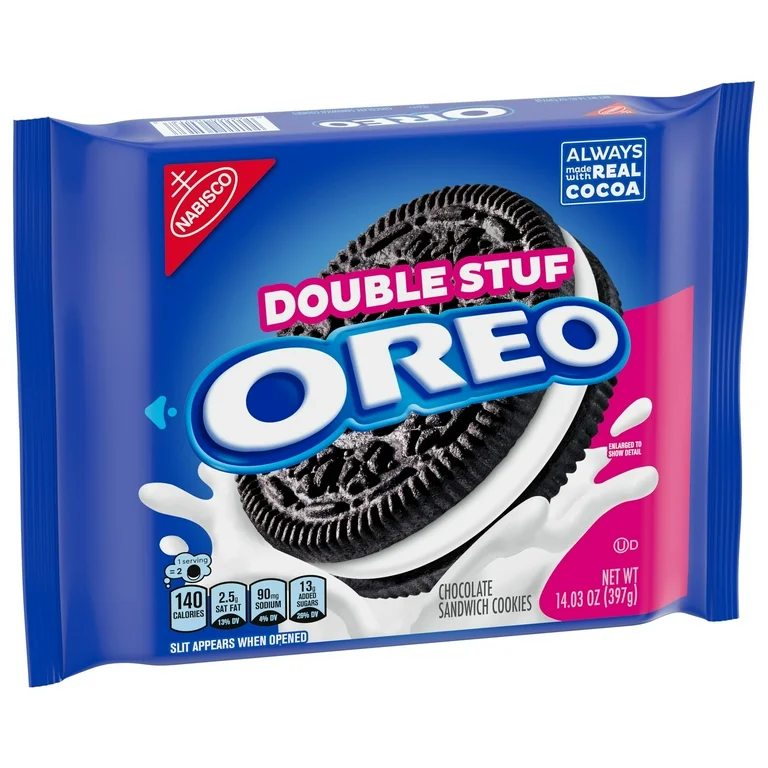 OREO
NABISCO
ALWAYS
made with REAL
COCOA
DOUBLE STUF
OREO
ENLARGED TO
SHOW DETAIL
1 serving
= 2
140
CALORIES
2.5g
SAT FAT
13% DV
90mg
SODIUM
4% DV
13g
ADDED
SUGARS
26% DV
SLIT APPEARS WHEN OPENED
CHOCOLATE
SANDWICH COOKIES
U D
NET WT
14.03 OZ (397g)